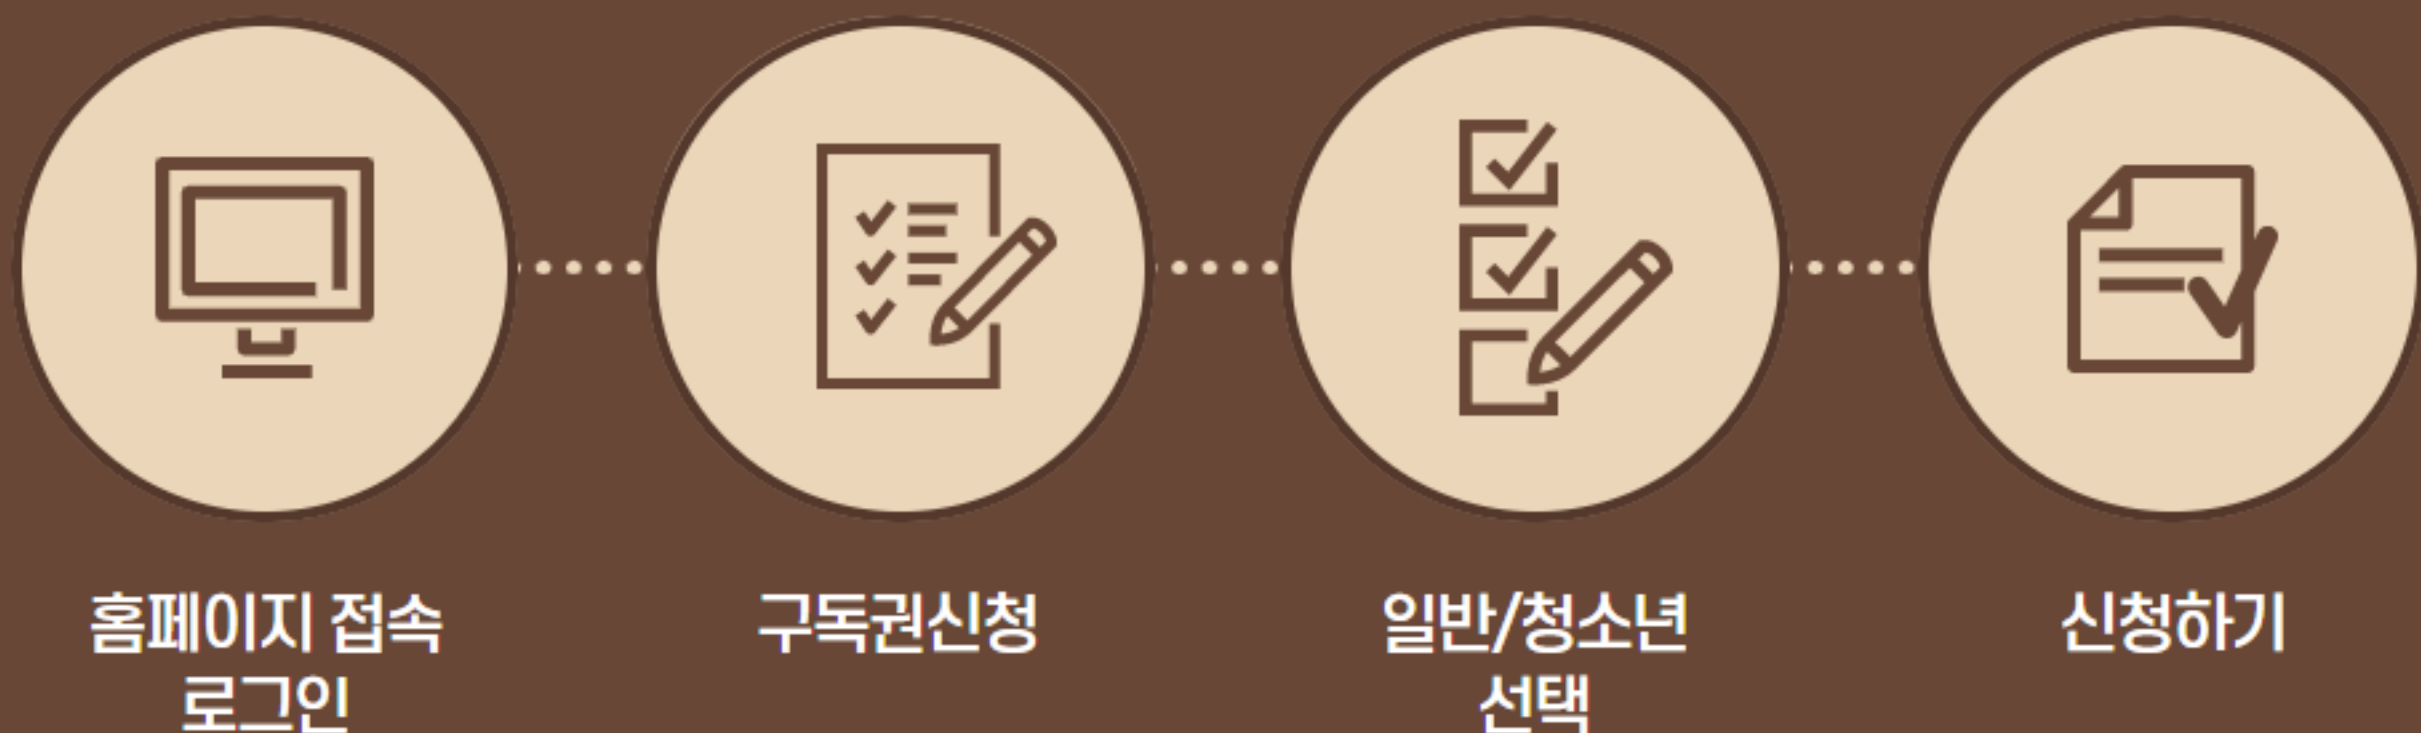 홈페이지 접속
로그인
구독권신청
일반/청소년
선택
신청하기